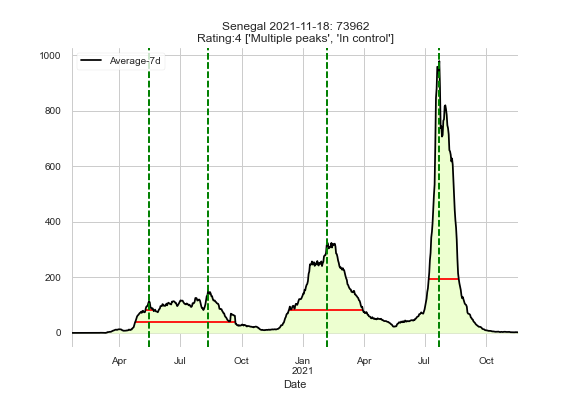 Senegal 2021-11-18: 73962
Rating:4 ['Multiple peaks', 'In control']
1000
Average-7d
800
600
400
200
0
Apr Jul Oct Jan Apr Jul Oct
2021
Date